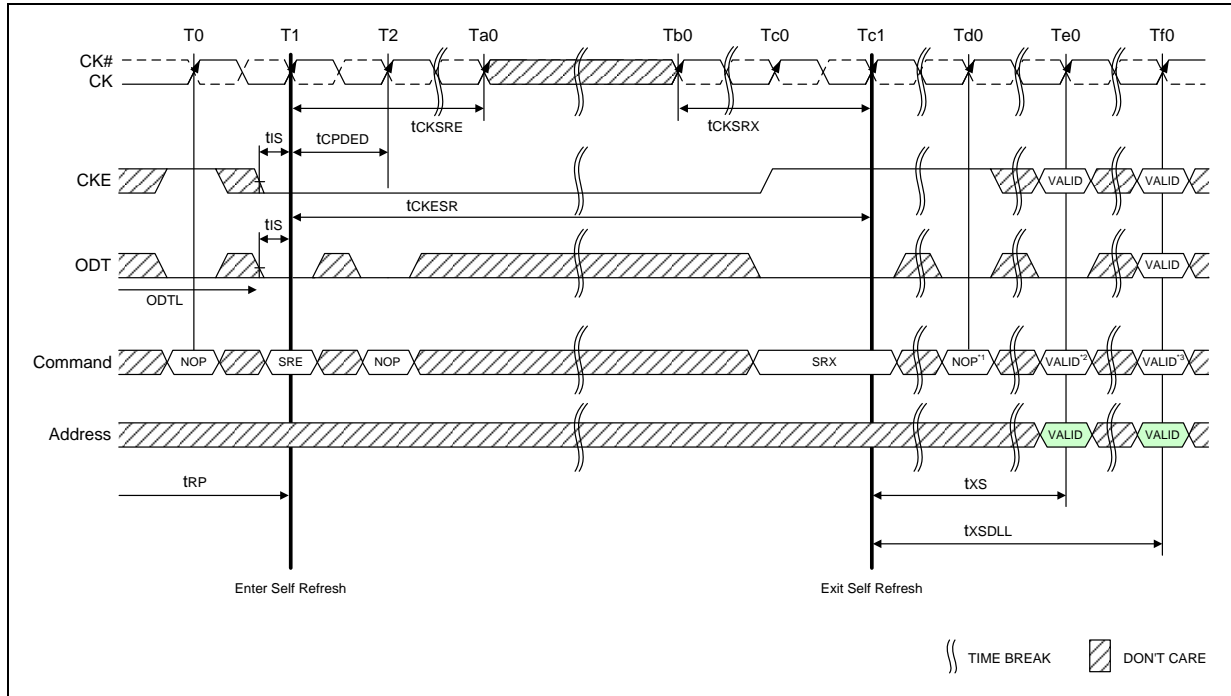 T0 T1 T2 Ta0 Tb0 Tc0 Tc1 Td0 Te0 Tf0
CK#
CK
tCKSRE tCKSRX
tIS tCPDED
CKE VALID VALID
tCKESR
tIS
ODT VALID
ODTL
Command NOP SRE NOP SRX NOP*1 VALID*2 VALID*3
Address VALID VALID
tRP tXS
tXSDLL
Enter Self Refresh Exit Self Refresh
TIME BREAK DON'T CARE